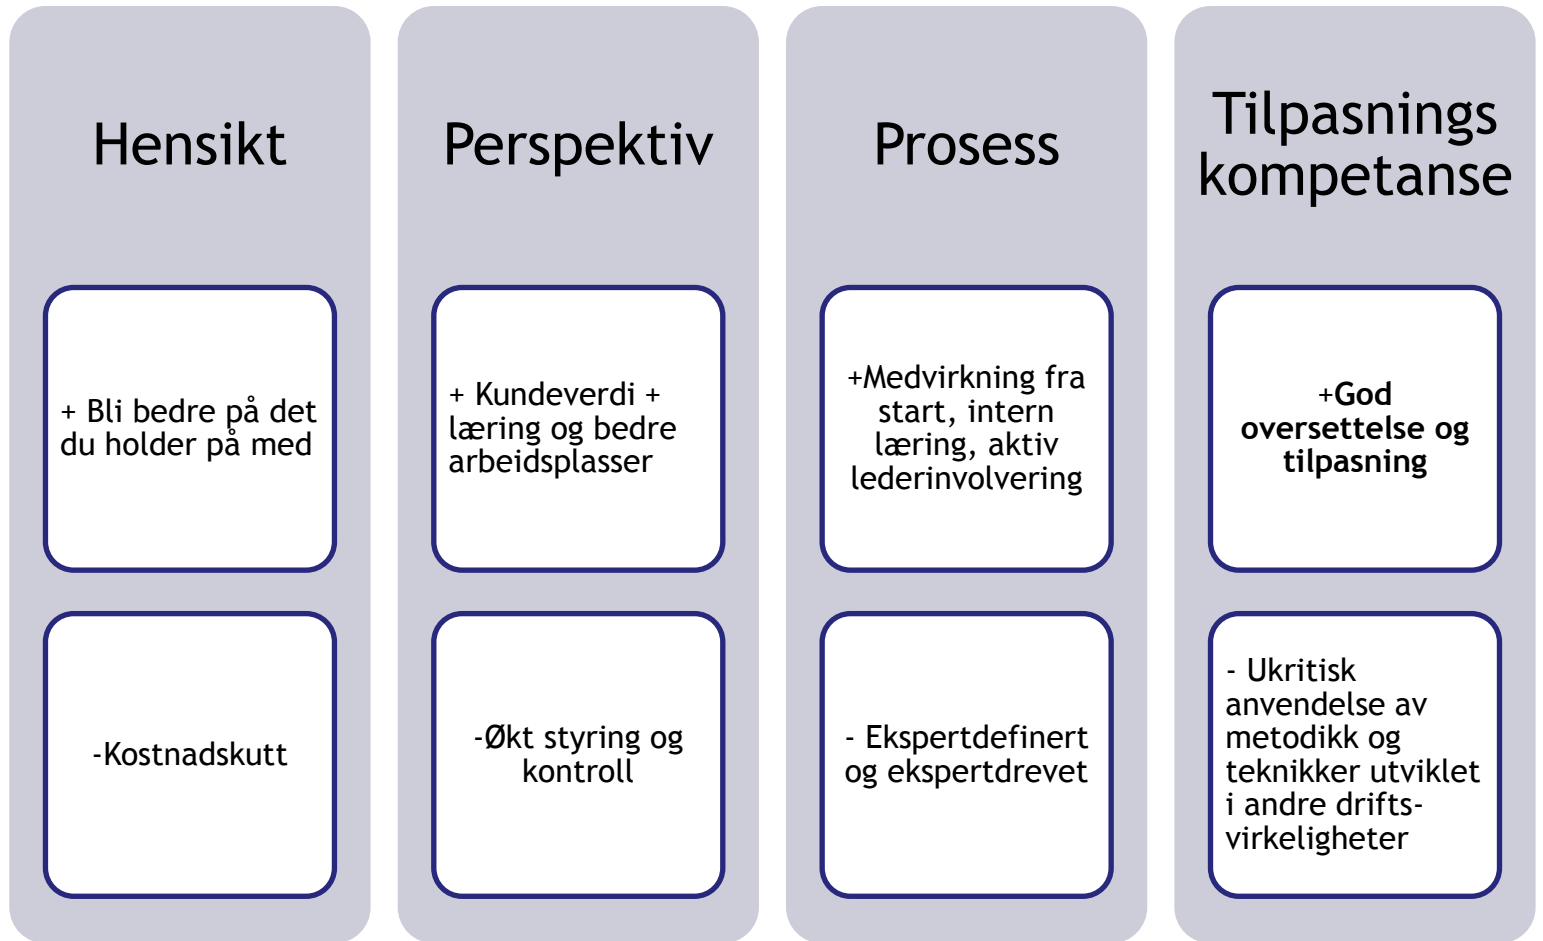 Hensikt
+ Bli bedre på det
du holder på med
-Kostnadskutt
Perspektiv
+ Kundeverdi +
læring og bedre
arbeidsplasser
-Økt styring og
kontroll
Prosess
+Medvirkning fra
start, intern
læring, aktiv
lederinvolvering
- Ekspertdefinert
og ekspertdrevet
Tilpasnings
kompetanse
+God
oversettelse og
tilpasning
- Ukritisk
anvendelse av
metodikk og
teknikker utviklet
i andre drifts-
virkeligheter